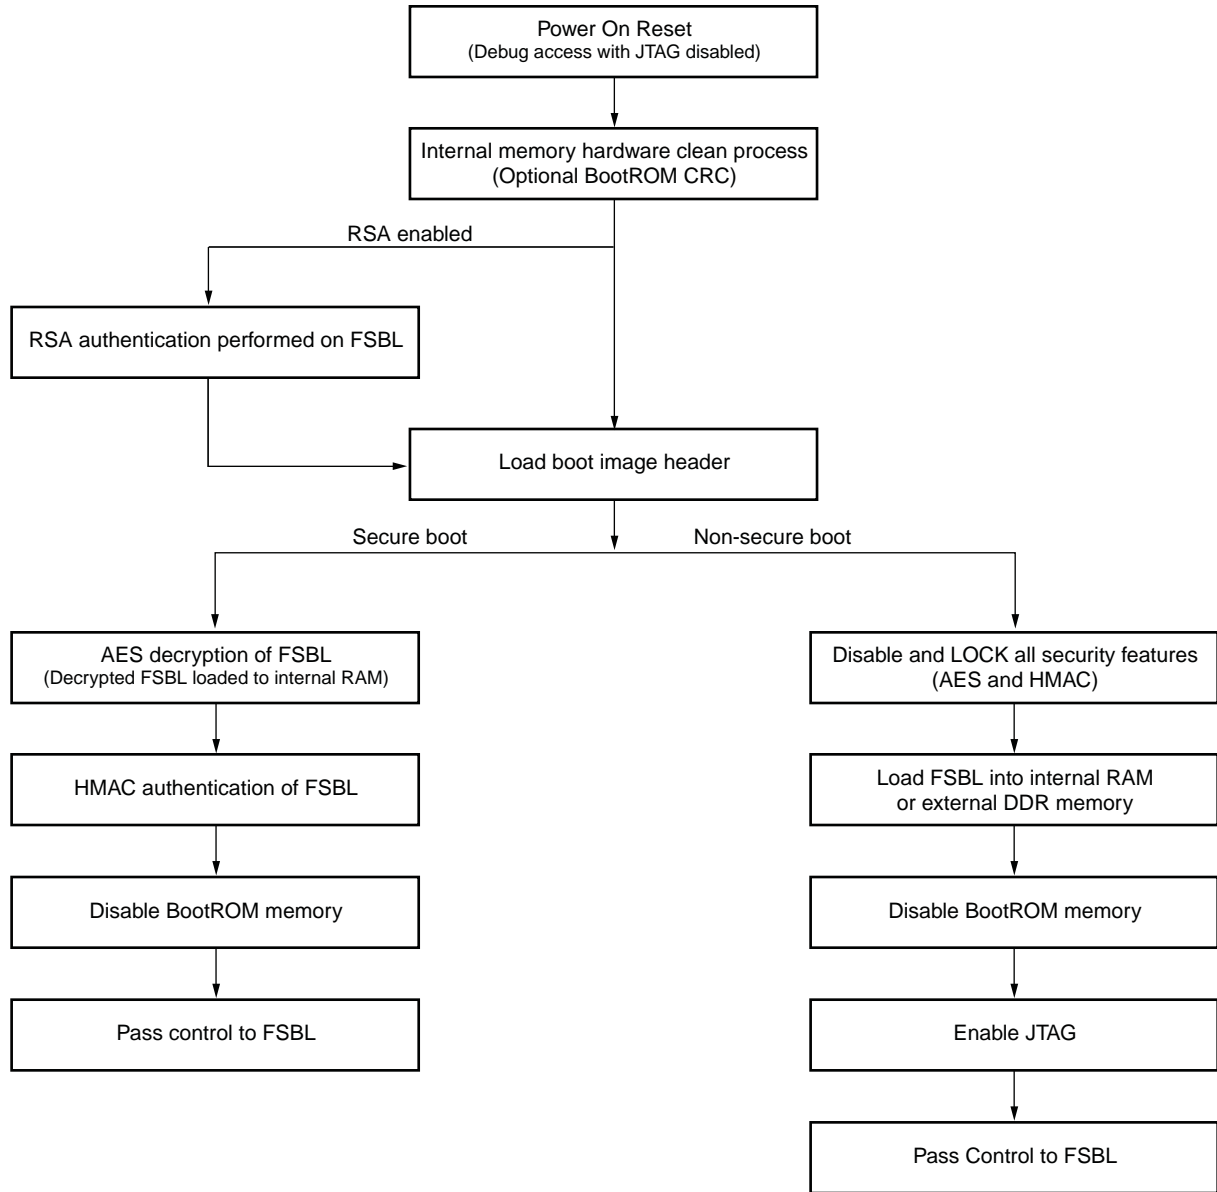 Power On Reset
(Debug access with JTAG disabled)
Internal memory hardware clean process
(Optional BootROM CRC)
RSA enabled
RSA authentication performed on FSBL
Load boot image header
Secure boot
Non-secure boot
AES decryption of FSBL
(Decrypted FSBL loaded to internal RAM)
HMAC authentication of FSBL
Disable BootROM memory
Pass control to FSBL
Disable and LOCK all security features
(AES and HMAC)
Load FSBL into internal RAM
or external DDR memory
Disable BootROM memory
Enable JTAG
Pass Control to FSBL